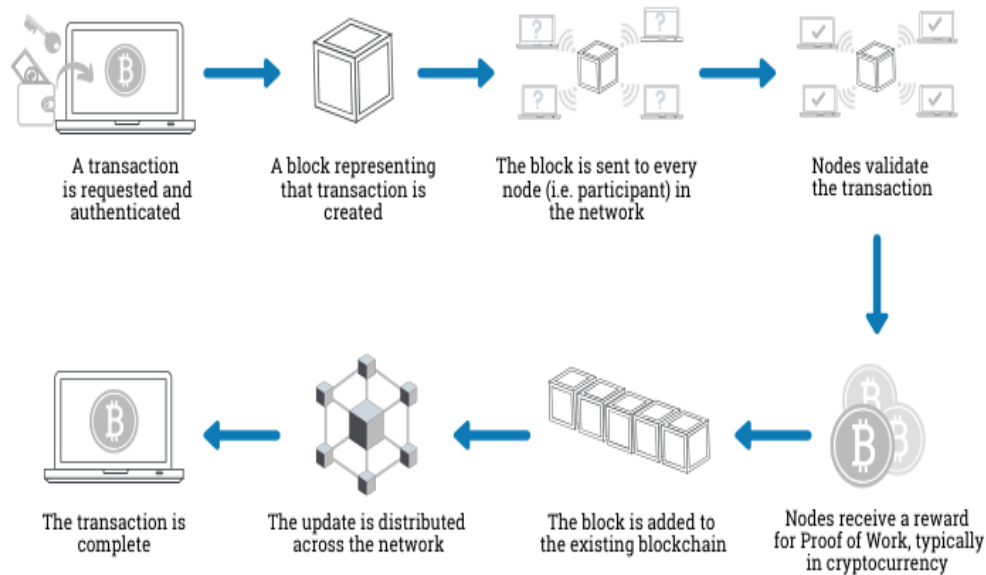 A transaction
is requested and
authenticated
A block representing
that transaction is
created
The block is sent to every
node (i.e. participant) in
the network
Nodes validate
the transaction
Nodes receive a reward
for Proof of Work, typically
in cryptocurrency
The block is added to
the existing blockchain
The update is distributed
across the network
The transaction is
complete